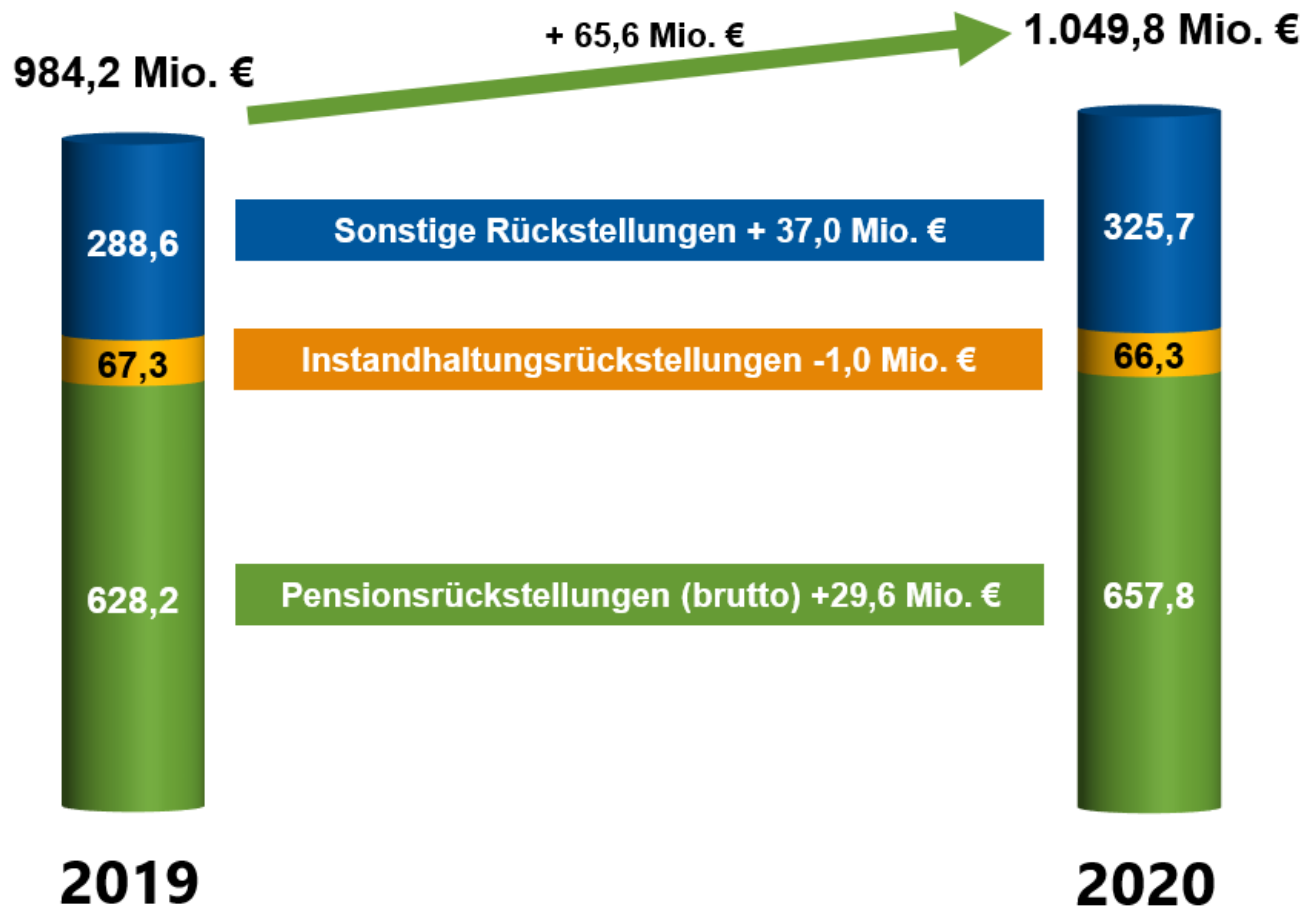 + 65,6 Mio. €
1.049,8 Mio. €
984,2 Mio. €
288,6
Sonstige Rückstellungen + 37,0 Mio. €
325,7
67,3
Instandhaltungsrückstellungen -1,0 Mio. €
66,3
628,2
Pensionsrückstellungen (brutto) +29,6 Mio. €
657,8
2019
2020